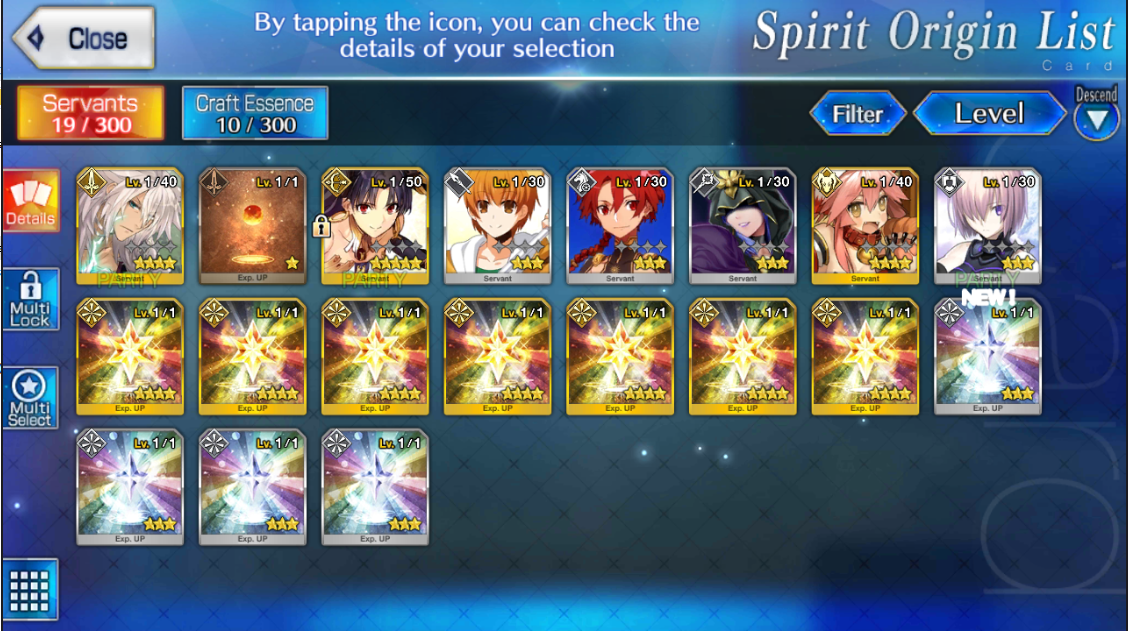 Close
By tapping the icon, you can check the
details of your selection
Spirit Origin List
Card
Servants
19 / 300
Craft Essence
10 / 300
Filter
Level
Descend
Details
Multi
Lock
Multi
Select
Lv. 1/40
Servant
PARTY
Lv. 1/1
Exp. UP
Lv. 1/50
Servant
PARTY
Lv. 1/30
Servant
Lv. 1/30
Servant
Lv. 1/30
Servant
Lv. 1/40
Servant
Lv. 1/30
Servant
PARTY
Lv. 1/1
Exp. UP
Lv. 1/1
Exp. UP
Lv. 1/1
Exp. UP
Lv. 1/1
Exp. UP
Lv. 1/1
Exp. UP
Lv. 1/1
Exp. UP
Lv. 1/1
Exp. UP
NEW!
Lv. 1/1
Exp. UP
Lv. 1/1
Exp. UP
Lv. 1/1
Exp. UP
Lv. 1/1
Exp. UP